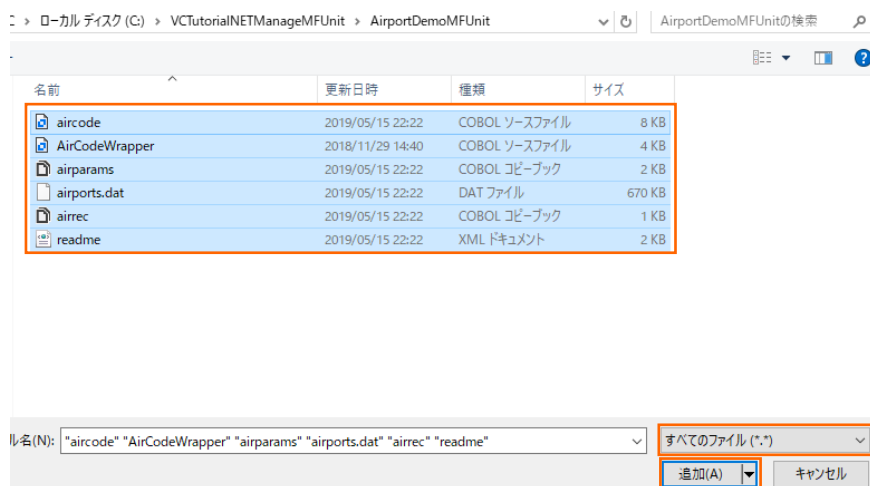 ローカル ディスク (C:) › VCTutorialNETManageMFUnit › AirportDemoMFUnit AirportDemoMFUnitの検索
名前 更新日時 種類 サイズ
aircode 2019/05/15 22:22 COBOL ソースファイル 8 KB
AirCodeWrapper 2018/11/29 14:40 COBOL ソースファイル 4 KB
airparams 2019/05/15 22:22 COBOL コピーブック 2 KB
airports.dat 2019/05/15 22:22 DAT ファイル 670 KB
airrec 2019/05/15 22:22 COBOL コピーブック 1 KB
readme 2019/05/15 22:22 XML ドキュメント 2 KB
ル名(N): "aircode" "AirCodeWrapper" "airparams" "airports.dat" "airrec" "readme" すべてのファイル (*.*)
追加(A) キャンセル